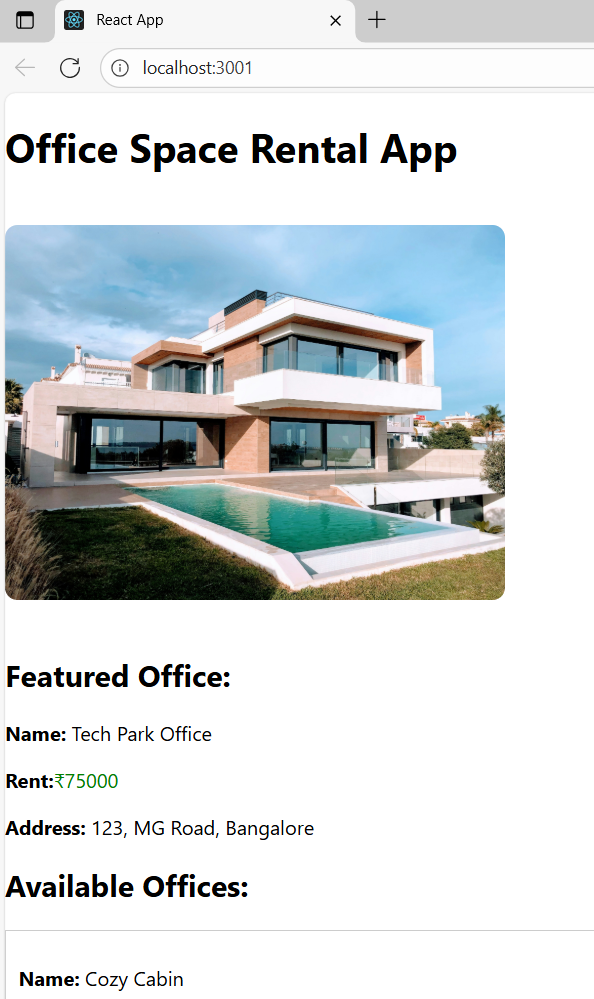 React App
localhost:3001
Office Space Rental App
Featured Office:
Name: Tech Park Office
Rent:₹75000
Address: 123, MG Road, Bangalore
Available Offices:
Name: Cozy Cabin